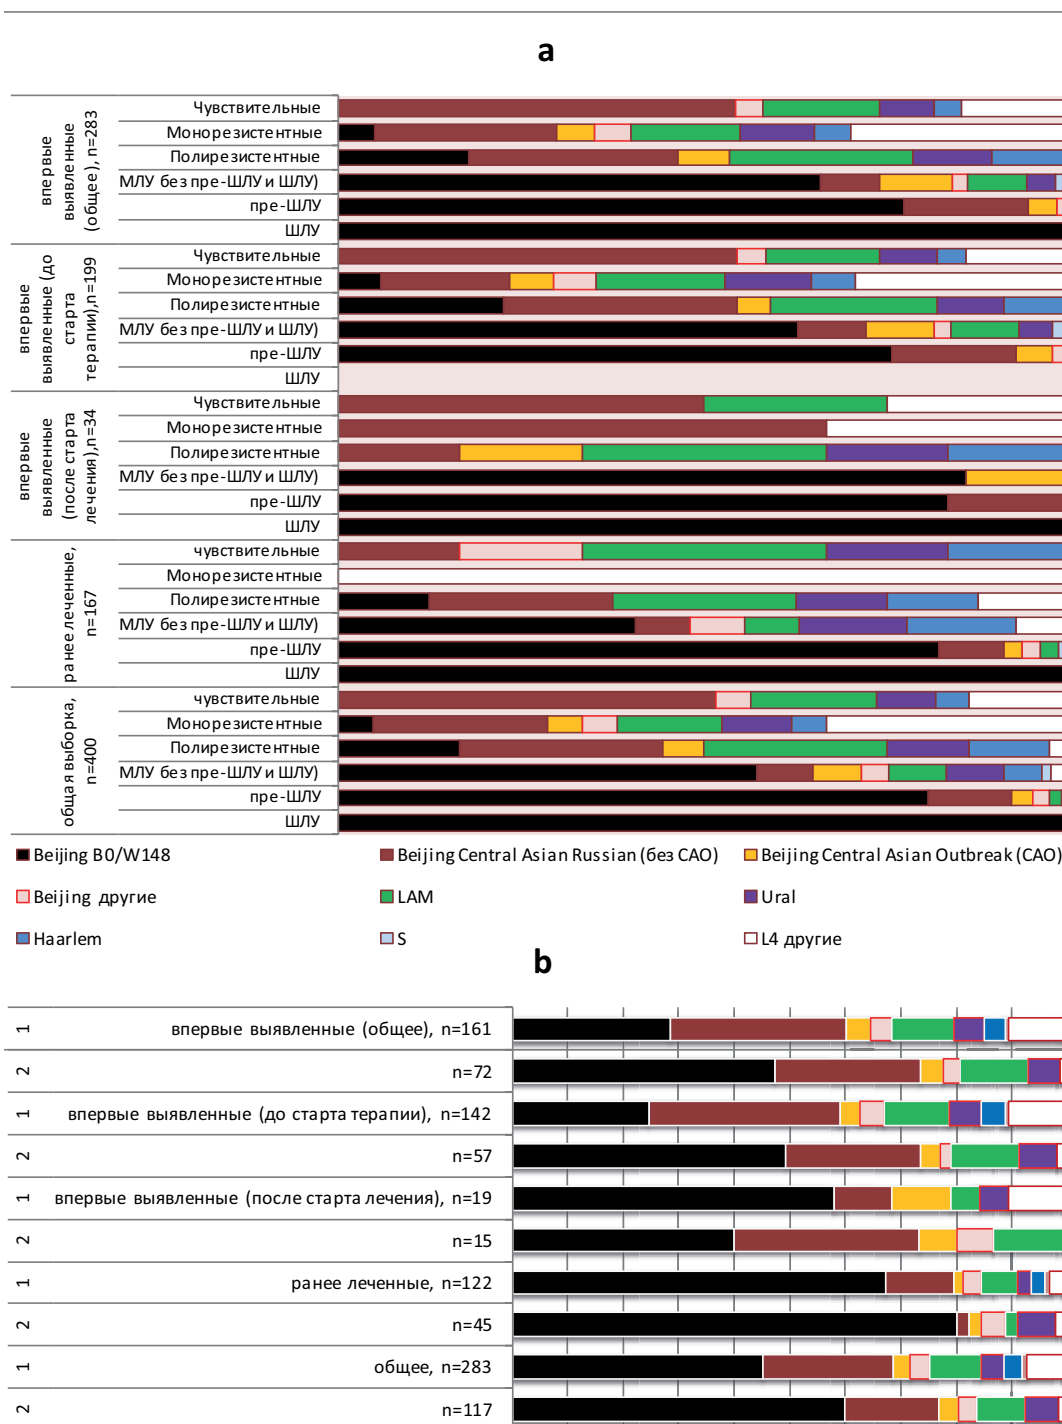 a
впервые
выявленные
(общее), n=283
Чувствительные
Монорезистентные
Полирезистентные
МЛУ без пре-ШЛУ и ШЛУ)
пре-ШЛУ
ШЛУ
впервые
выявленные (до
старта
терапии),n=199
Чувствительные
Монорезистентные
Полирезистентные
МЛУ без пре-ШЛУ и ШЛУ)
пре-ШЛУ
ШЛУ
впервые
выявленные
(после старта
лечения),n=34
Чувствительные
Монорезистентные
Полирезистентные
МЛУ без пре-ШЛУ и ШЛУ)
пре-ШЛУ
ШЛУ
ранее леченные,
n=167
чувствительные
Монорезистентные
Полирезистентные
МЛУ без пре-ШЛУ и ШЛУ)
пре-ШЛУ
ШЛУ
обща выборка,
n=400
чувствительные
Монорезистентные
Полирезистентные
МЛУ без пре-ШЛУ и ШЛУ)
пре-ШЛУ
ШЛУ
Beijing B0/W148
Beijing Central Asian Russian (без CAO)
Beijing Central Asian Outbreak (CAO)
Beijing другие
LAM
Ural
Haarlem
S
L4 другие
b
1 впервые выявленные (общее), n=161
2 n=72
1 впервые выявленные (до старта терапии), n=142
2 n=57
1 впервые выявленные (после старта лечения), n=19
2 n=15
1 ранее леченные, n=122
2 n=45
1 общее, n=283
2 n=117